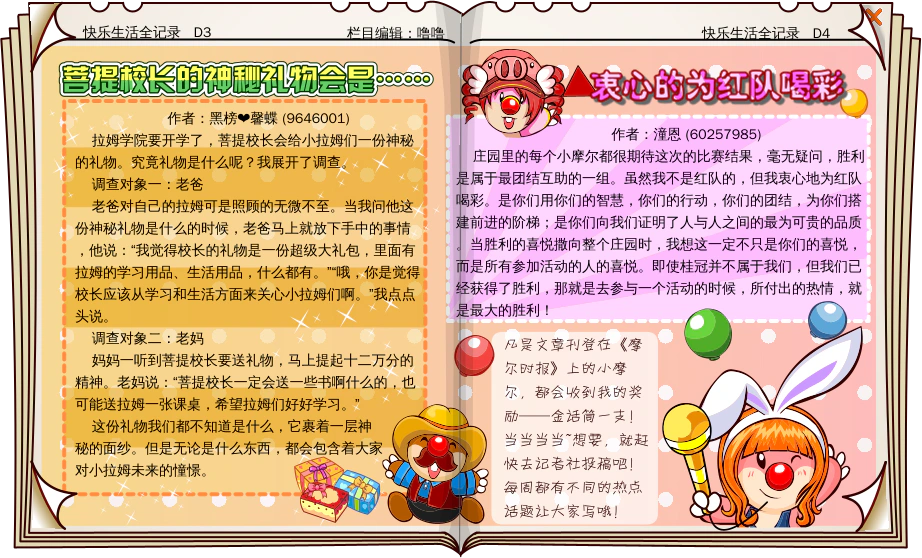 快乐生活全记录 D3
栏目编辑：噜噜
菩提校长的神秘礼物会是……
作者：黑榜❤馨蝶 (9646001)
拉姆学院要开学了，菩提校长会给小拉姆们一份神秘
的礼物。究竟礼物是什么呢？我展开了调查。
调查对象一：老爸
老爸对自己的拉姆可是照顾的无微不至。当我问他这
份神秘礼物是什么的时候，老爸马上就放下手中的事情
，他说：“我觉得校长的礼物是一份超级大礼包，里面有
拉姆的学习用品、生活用品，什么都有。”“哦，你是觉得
校长应该从学习和生活方面来关心小拉姆们啊。”我点点
头说。
调查对象二：老妈
妈妈一听到菩提校长要送礼物，马上提起十二万分的
精神。老妈说：“菩提校长一定会送一些书啊什么的，也
可能送拉姆一张课桌，希望拉姆们好好学习。”
这份礼物我们都不知道是什么，它裹着一层神
秘的面纱。但是无论是什么东西，都会包含着大家
对小拉姆未来的憧憬。
快乐生活全记录 D4
衷心的为红队喝彩
作者：潼恩 (60257985)
庄园里的每个小摩尔都很期待这次的比赛结果，毫无疑问，胜利
是属于最团结互助的一组。虽然我不是红队的，但我衷心地为红队
喝彩。是你们用你们的智慧，你们的行动，你们的团结，为你们搭
建前进的阶梯；是你们向我们证明了人与人之间的最为可贵的品质
。当胜利的喜悦撒向整个庄园时，我想这一定不只是你们的喜悦，
而是所有参加活动的人的喜悦。即使桂冠并不属于我们，但我们已
经获得了胜利，那就是去参与一个活动的时候，所付出的热情，就
是最大的胜利！
凡是文章刊登在《摩
尔时报》上的小摩
尔，都会收到我的奖
励——金话筒一支！
当当当当~想要，就赶
快去记者社投稿吧！
每周都有不同的热点
话题让大家写哦！